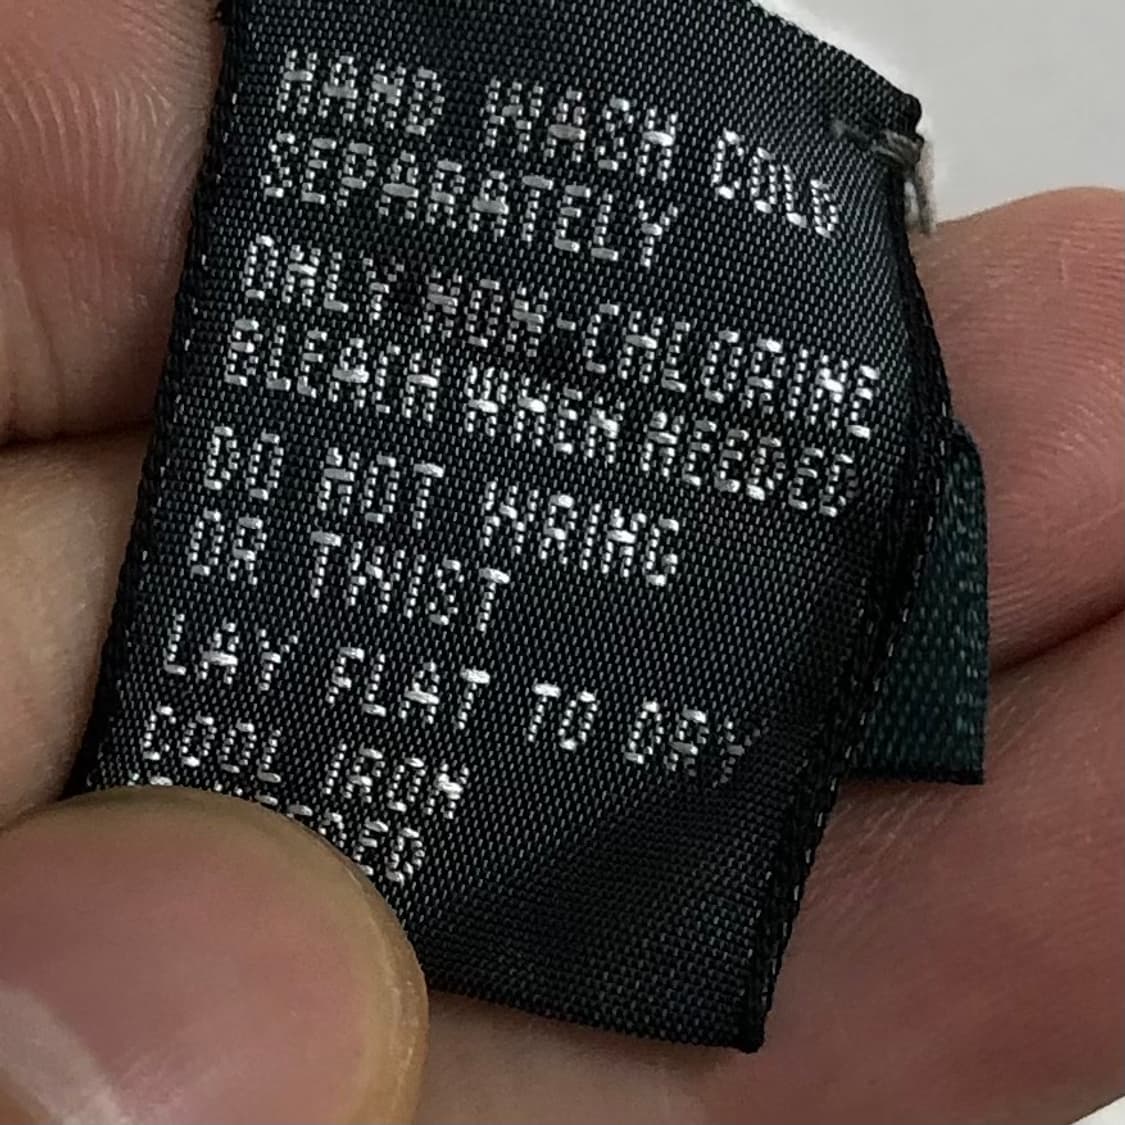 HAND WASH COLD
SEPARATELY
ONLY NON-CHLORINE
BLEACH WHEN NEEDED
DO NOT WRING
OR TWIST
LAY FLAT TO DRY
COOL IRON